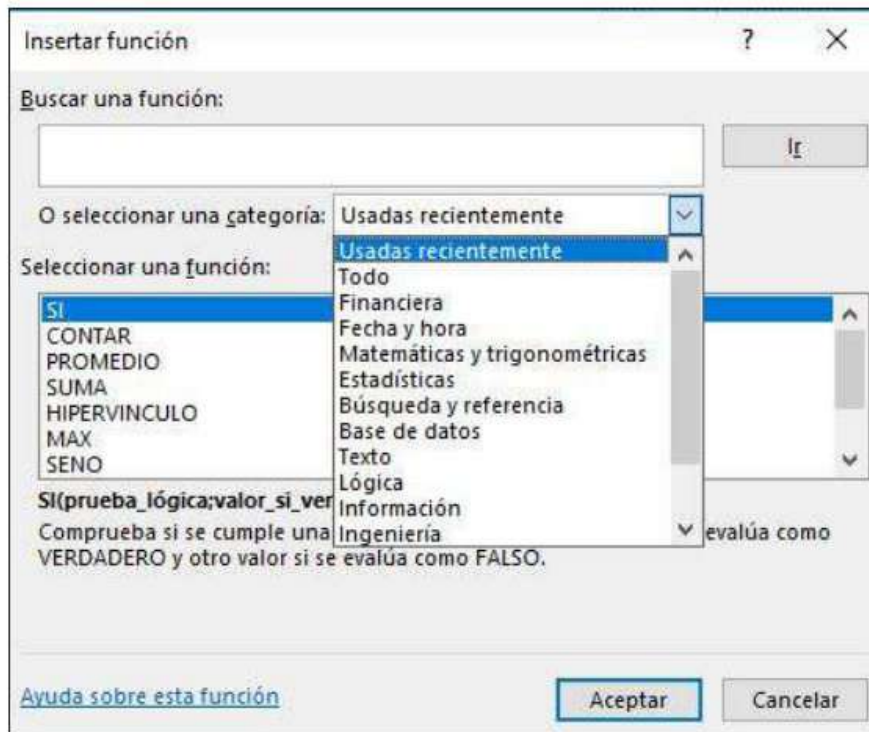 Insertar función
?
Buscar una función:
Ir
O seleccionar una categoría: Usadas recientemente
Usadas recientemente
Todo
Financiera
Fecha y hora
Matemáticas y trigonométricas
Estadísticas
Búsqueda y referencia
Base de datos
Texto
Lógica
Información
Ingeniería
Seleccionar una función:
SI
CONTAR
PROMEDIO
SUMA
HIPERVINCULO
MAX
SENO
SI(prueba_lógica;valor_si_ver
Comprueba si se cumple una evalúa como
VERDADERO y otro valor si se evalúa como FALSO.
Ayuda sobre esta función
Aceptar
Cancelar